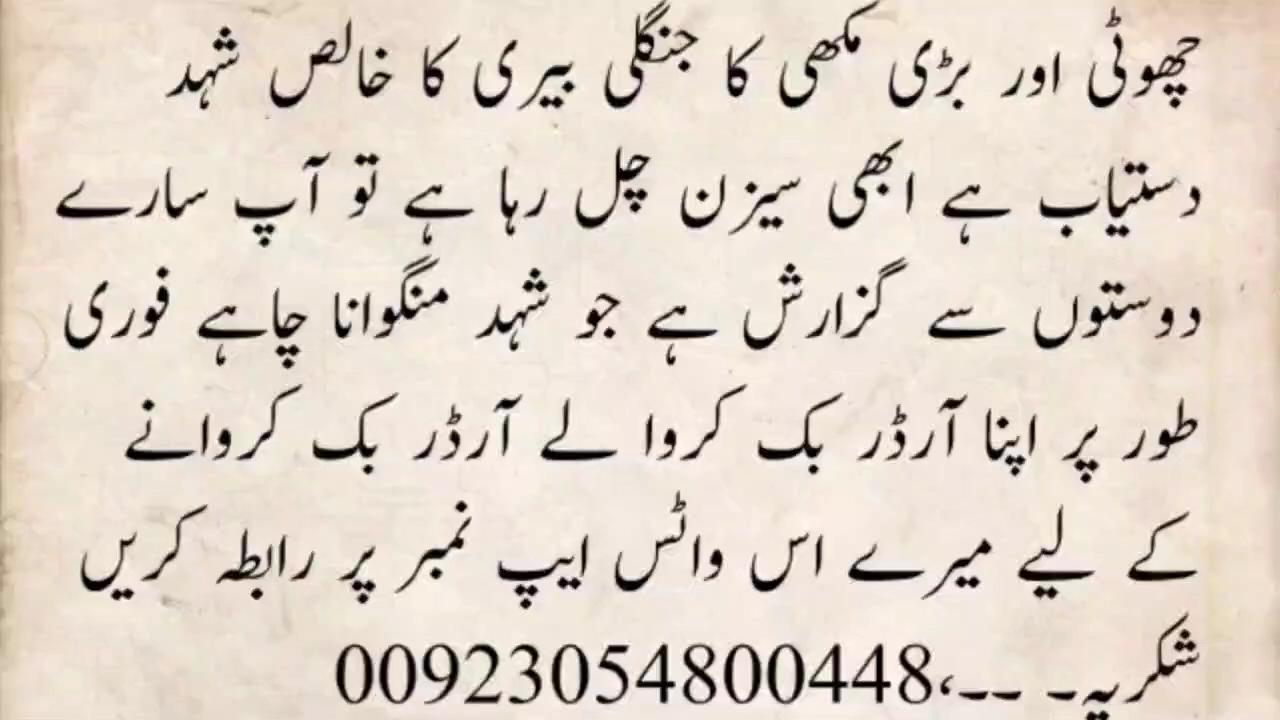 چھوٹی اور بڑی مکھی کا جنگلی بیری کا خالص شہد
دستیاب ہے ابھی سیزن چل رہا ہے تو آپ سارے
دوستوں سے گزارش ہے جو شہد منگوانا چاہے فوری
طور پر اپنا آرڈر بک کروا لے آرڈر بک کروانے
کے لیے میرے اس واٹس ایپ نمبر پر رابطہ کریں
شکریہ۔ ۔۔،00923054800448